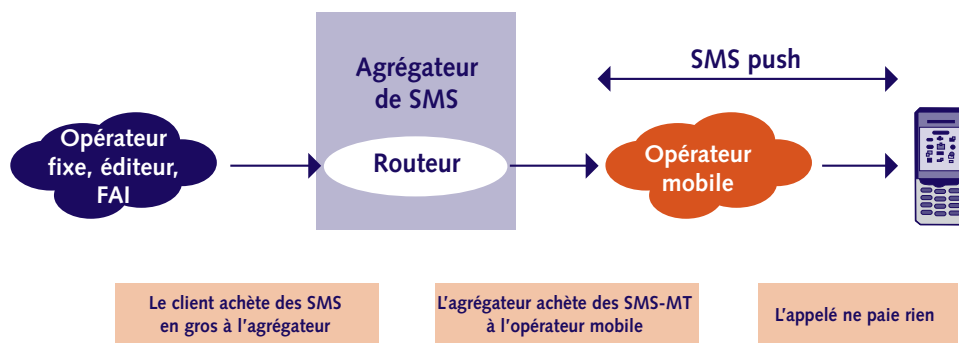 Agrégateur
de SMS
SMS push
Opérateur
fixe, éditeur,
FAI
Routeur
Opérateur
mobile
Le client achète des SMS
en gros à l'agrégateur
L'agrégateur achète des SMS-MT
à l'opérateur mobile
L'appelé ne paie rien